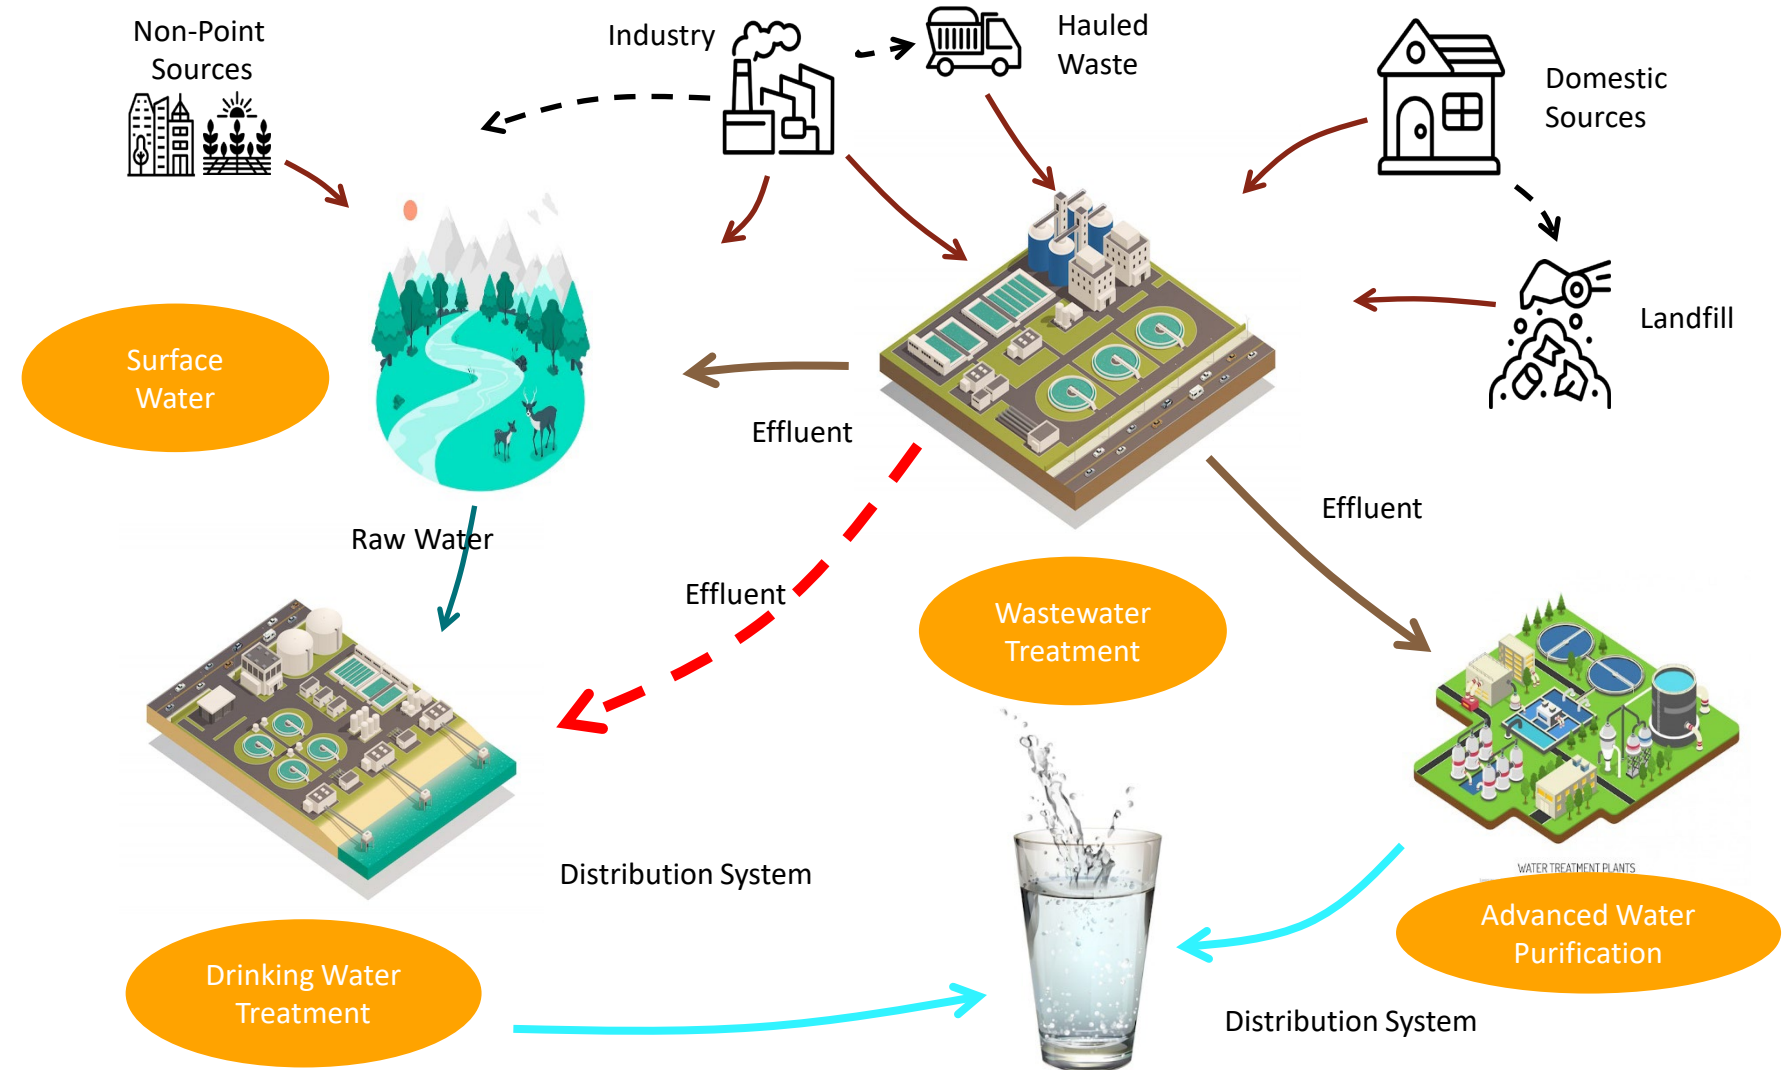 Non-Point
Sources
Industry
Hauled
Waste
Domestic
Sources
Landfill
Surface
Water
Effluent
Raw Water
Effluent
Effluent
Wastewater
Treatment
WATER TREATMENT PLANTS
Distribution System
Advanced Water
Purification
Drinking Water
Treatment
Distribution System